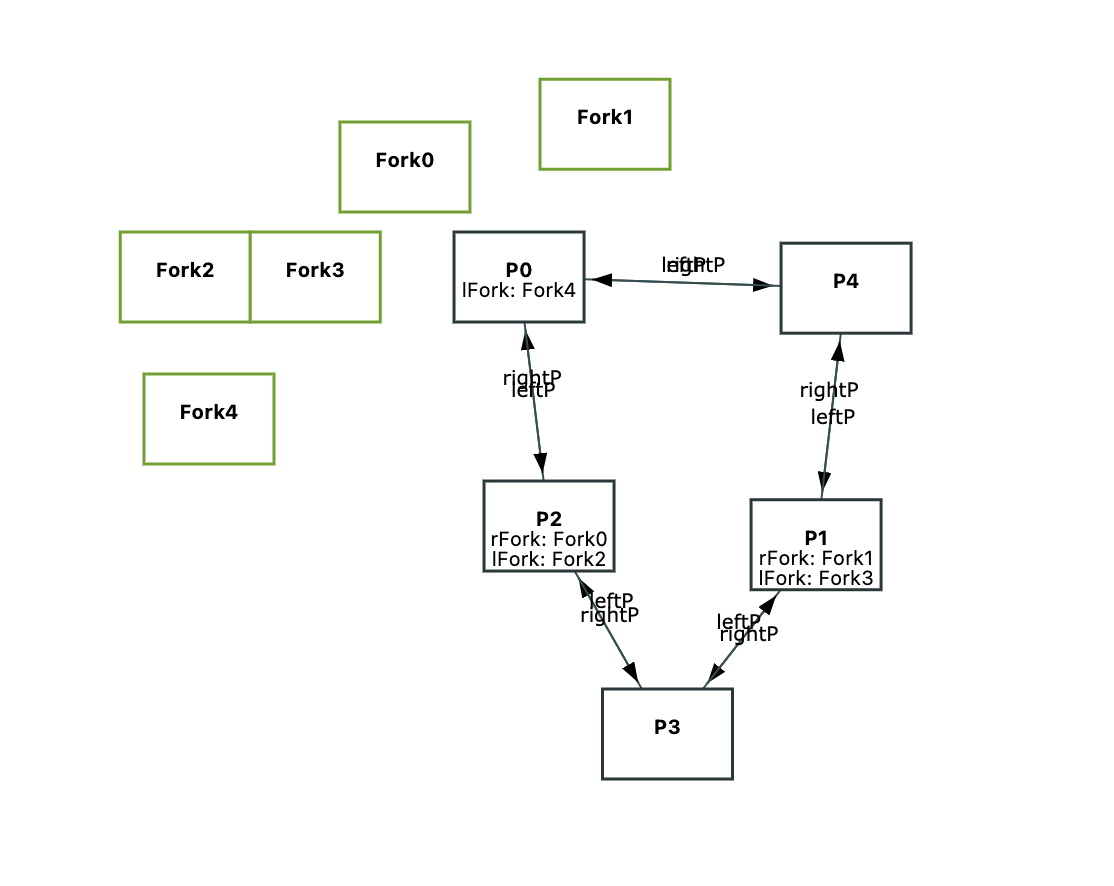 Fork1
Fork0
Fork2
Fork3
P0
lFork: Fork4
leftP
rightP
P4
rightP
leftP
rightP
leftP
Fork4
P2
rFork: Fork0
lFork: Fork2
P1
rFork: Fork1
lFork: Fork3
leftP
rightP
leftP
rightP
P3